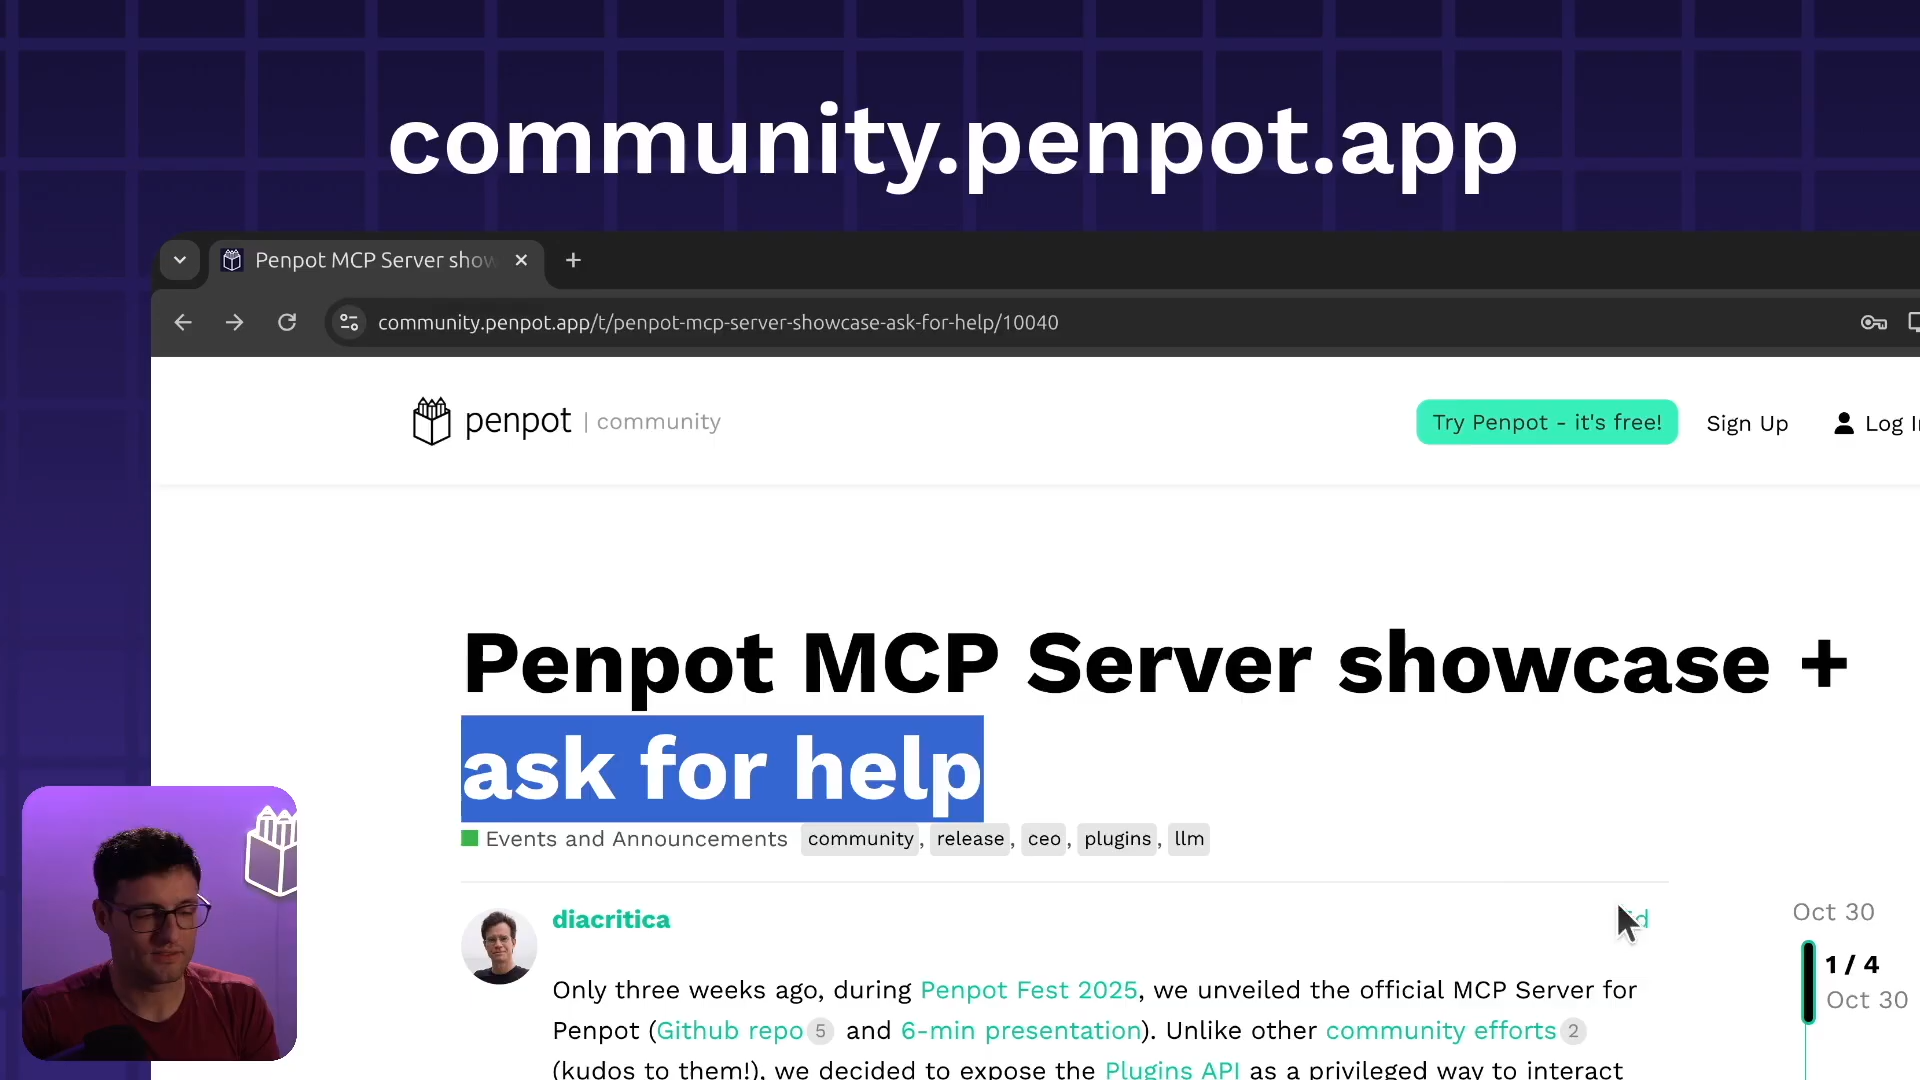 community.penpot.app
Penpot MCP Server show
community.penpot.app/t/penpot-mcp-server-showcase-ask-for-help/10040
penpot | community
Try Penpot - it's free!
Sign Up
Log I
Penpot MCP Server showcase +
ask for help
Events and Announcements community, release, ceo, plugins, llm
diacritica
d
Oct 30
1 / 4
Oct 30
Only three weeks ago, during Penpot Fest 2025, we unveiled the official MCP Server for
Penpot (Github repo 5 and 6-min presentation). Unlike other community efforts 2
(kudos to them!), we decided to expose the Plugins API as a privileged way to interact